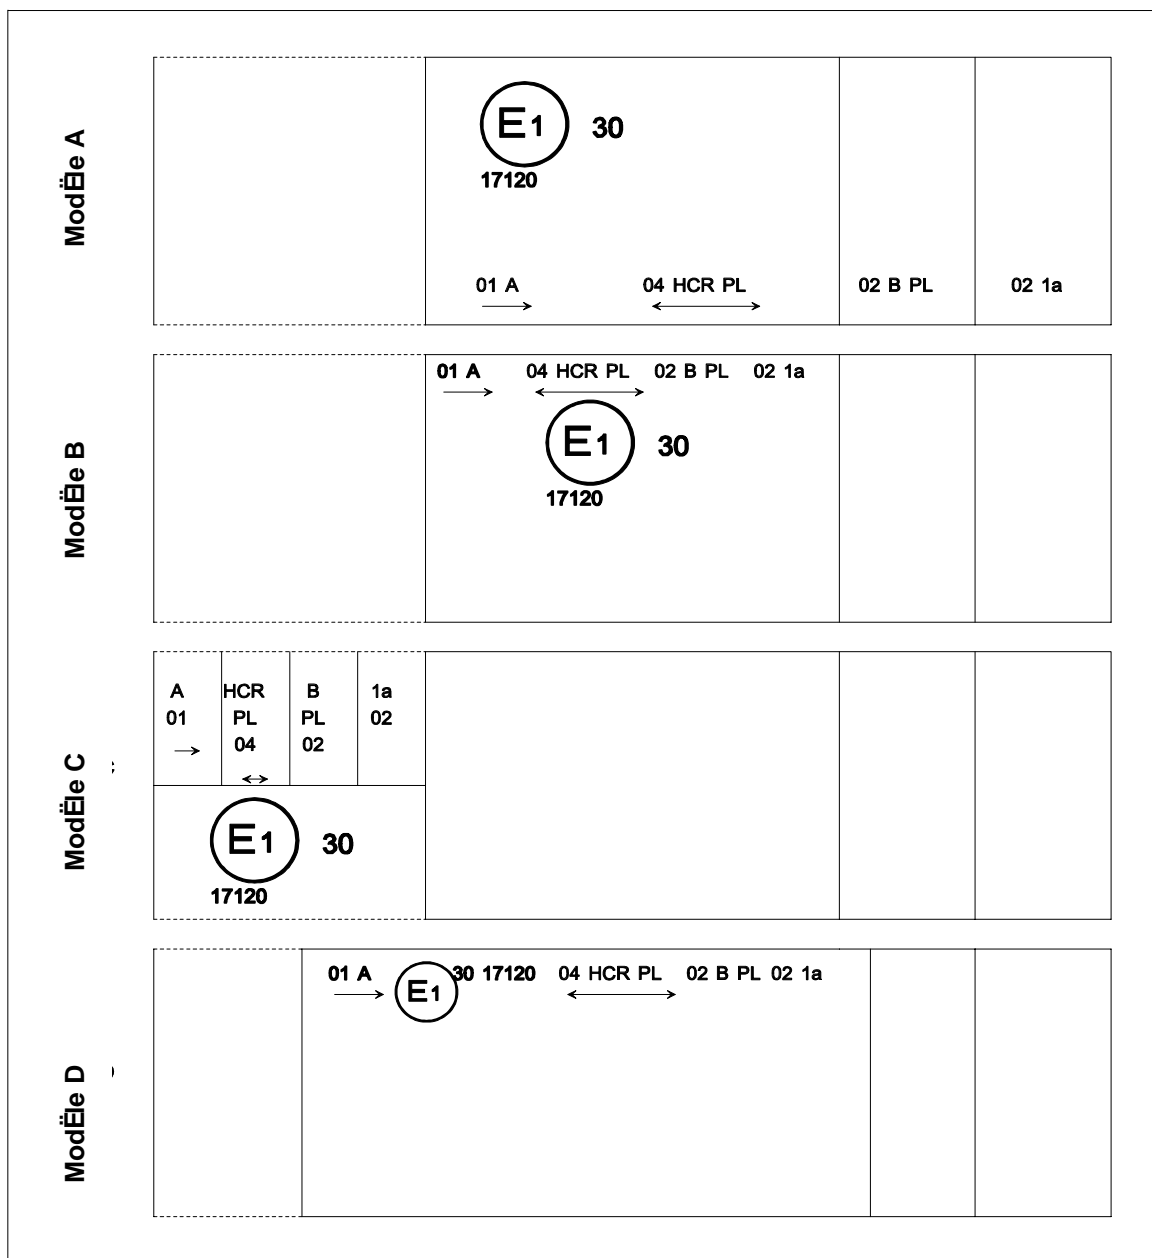 ModËle A
E1 30
17120
01 A 04 HCR PL 02 B PL 02 1a
ModËle B
01 A 04 HCR PL 02 B PL 02 1a
E1 30
17120
ModËle C
A HCR B 1a
01 PL PL 02
04 02
E1 30
17120
ModËle D
01 A E1 30 17120 04 HCR PL 02 B PL 02 1a